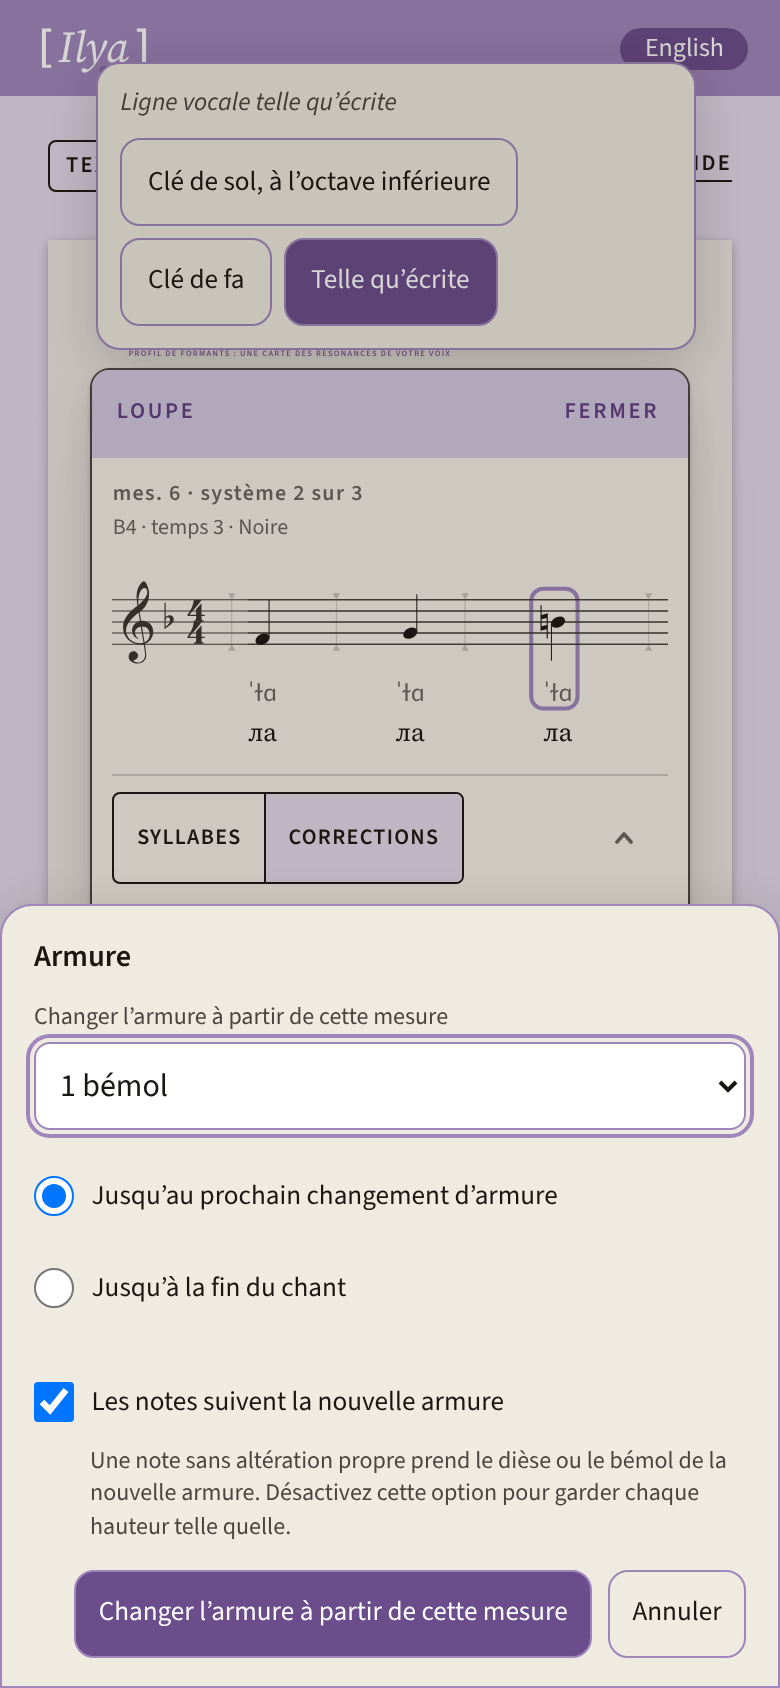 [ Ilya ]
English
Ligne vocale telle qu’écrite
Clé de sol, à l’octave inférieure
Clé de fa
Telle qu’écrite
PROFIL DE FORMANTS : UNE CARTE DES RESONANCES DE VOTRE VOIX
LOUPE
FERMER
mes. 6 · système 2 sur 3
B4 · temps 3 · Noire
4
4
ˈɫɑ ˈɫɑ ˈɫɑ
ла ла ла
SYLLABES
CORRECTIONS
Armure
Changer l’armure à partir de cette mesure
1 bémol
Jusqu’au prochain changement d’armure
Jusqu’à la fin du chant
Les notes suivent la nouvelle armure
Une note sans altération propre prend le dièse ou le bémol de la
nouvelle armure. Désactivez cette option pour garder chaque
hauteur telle quelle.
Changer l’armure à partir de cette mesure
Annuler